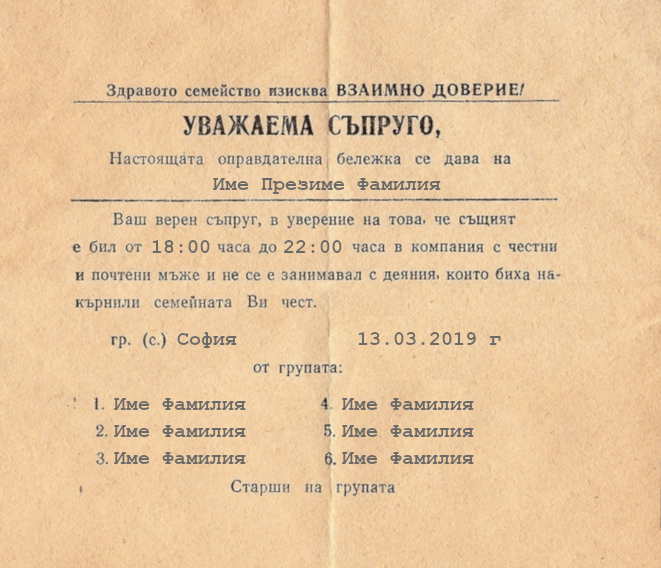 Здравото семейство изисква ВЗАИМНО ДОВЕРИЕ!
УВАЖАЕМА СЪПРУГО,
Настоящата оправдателна бележка се дава на
Име Презиме Фамилия
Ваш верен съпруг, в уверение на това, че същият
е бил от 18:00 часа до 22:00 часа в компания с честни
и почтени мъже и не се е занимавал с деяния, които биха на-
кърнили семейната Ви чест.
гр. (с.) София 13.03.2019 г
от групата:
1. Име Фамилия 4. Име Фамилия
2. Име Фамилия 5. Име Фамилия
3. Име Фамилия 6. Име Фамилия
Старши на групата